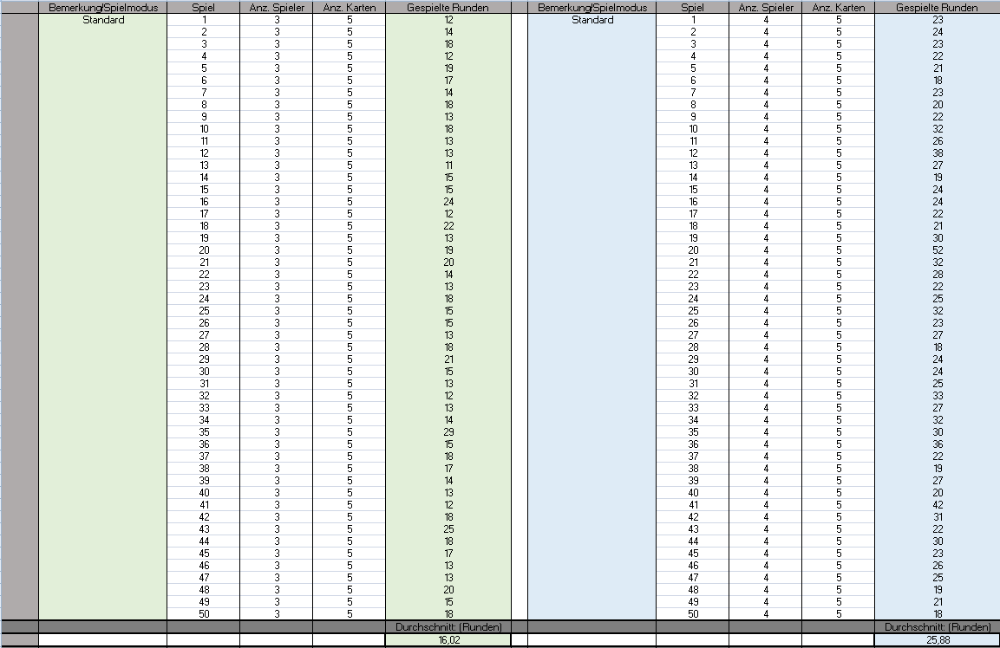 Bemerkung/Spielmodus Spiel Anz. Spieler Anz. Karten Gespielte Runden Bemerkung/Spielmodus Spiel Anz. Spieler Anz. Karten Gespielte Runden
Standard 1 3 5 12 Standard 1 4 5 23
2 3 5 14 2 4 5 24
3 3 5 18 3 4 5 23
4 3 5 12 4 4 5 22
5 3 5 19 5 4 5 21
6 3 5 17 6 4 5 18
7 3 5 14 7 4 5 23
8 3 5 18 8 4 5 20
9 3 5 13 9 4 5 22
10 3 5 18 10 4 5 32
11 3 5 13 11 4 5 26
12 3 5 13 12 4 5 38
13 3 5 11 13 4 5 27
14 3 5 15 14 4 5 19
15 3 5 15 15 4 5 24
16 3 5 24 16 4 5 24
17 3 5 12 17 4 5 22
18 3 5 22 18 4 5 21
19 3 5 13 19 4 5 30
20 3 5 19 20 4 5 52
21 3 5 20 21 4 5 32
22 3 5 14 22 4 5 28
23 3 5 13 23 4 5 22
24 3 5 18 24 4 5 25
25 3 5 15 25 4 5 32
26 3 5 15 26 4 5 23
27 3 5 13 27 4 5 27
28 3 5 18 28 4 5 18
29 3 5 21 29 4 5 24
30 3 5 15 30 4 5 24
31 3 5 13 31 4 5 25
32 3 5 12 32 4 5 33
33 3 5 13 33 4 5 27
34 3 5 14 34 4 5 32
35 3 5 29 35 4 5 30
36 3 5 15 36 4 5 36
37 3 5 18 37 4 5 22
38 3 5 17 38 4 5 19
39 3 5 14 39 4 5 27
40 3 5 13 40 4 5 20
41 3 5 12 41 4 5 42
42 3 5 18 42 4 5 31
43 3 5 25 43 4 5 22
44 3 5 18 44 4 5 30
45 3 5 17 45 4 5 23
46 3 5 13 46 4 5 26
47 3 5 13 47 4 5 25
48 3 5 20 48 4 5 19
49 3 5 15 49 4 5 21
50 3 5 18 50 4 5 18
Durchschnitt: (Runden) Durchschnitt: (Runden)
16,02 25,88